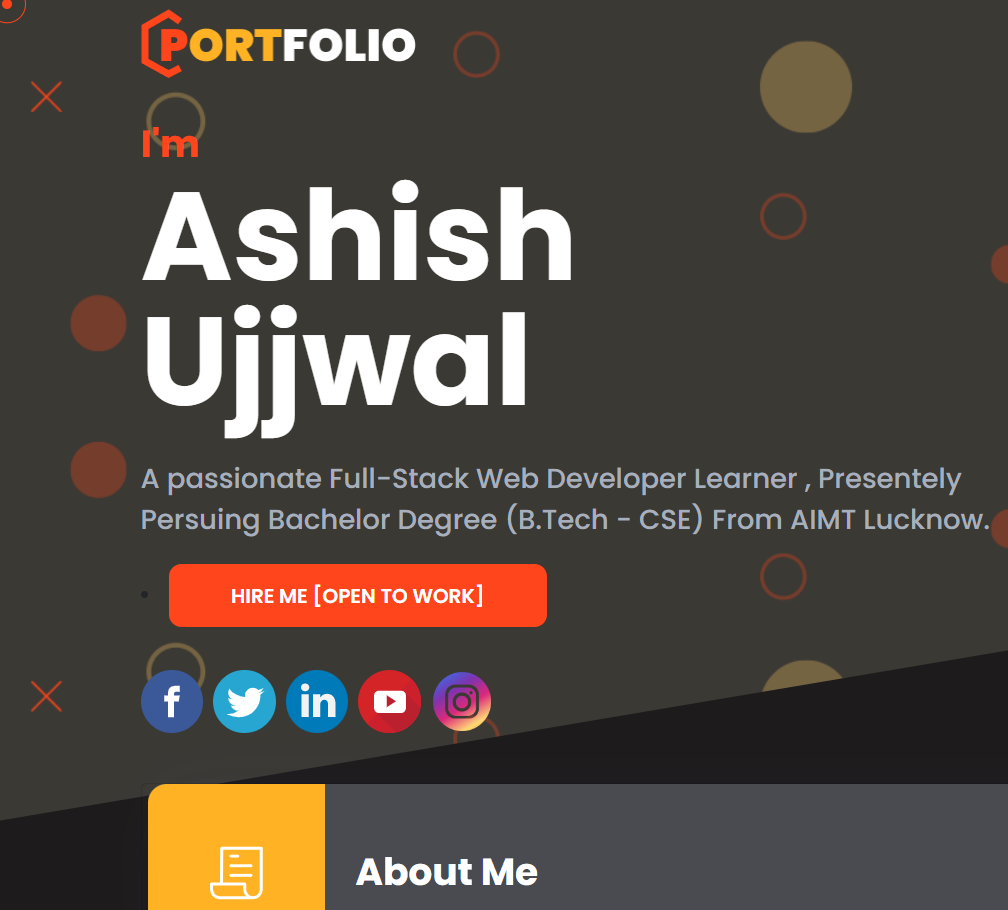 PORTFOLIO
I'm
Ashish
Ujjwal
A passionate Full-Stack Web Developer Learner , Presentely
Persuing Bachelor Degree (B.Tech - CSE) From AIMT Lucknow.
HIRE ME [OPEN TO WORK]
About Me